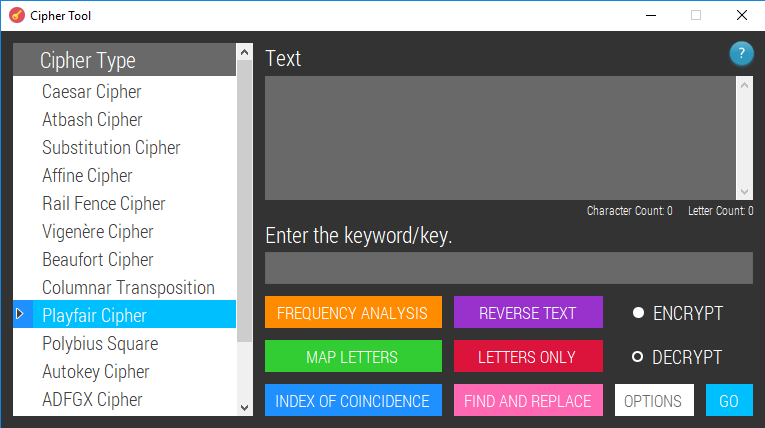 Cipher Tool
Cipher Type
Caesar Cipher
Atbash Cipher
Substitution Cipher
Affine Cipher
Rail Fence Cipher
Vigenère Cipher
Beaufort Cipher
Columnar Transposition
Playfair Cipher
Polybius Square
Autokey Cipher
ADFGX Cipher
Text
?
Character Count: 0 Letter Count: 0
Enter the keyword/key.
FREQUENCY ANALYSIS REVERSE TEXT ENCRYPT
MAP LETTERS LETTERS ONLY DECRYPT
INDEX OF COINCIDENCE FIND AND REPLACE OPTIONS GO